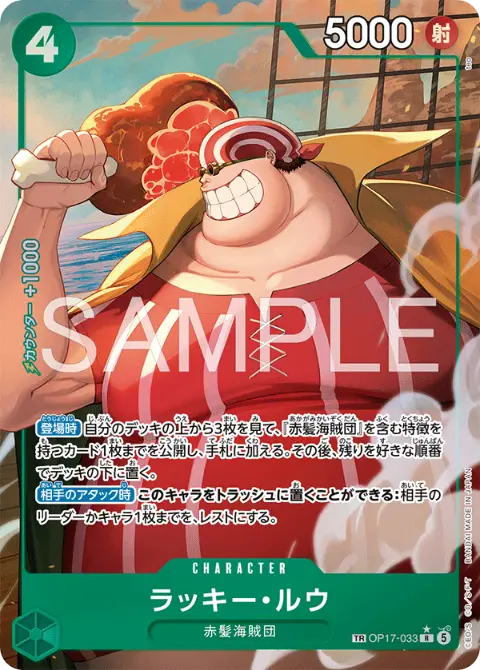 4
5000
射
カウンター +1000
SAMPLE
登場時 自分のデッキの上から3枚を見て、『赤髪海賊団』を含む特徴を
持つカード1枚までを公開し、手札に加える。その後、残りを好きな順番
でデッキの下に置く。
相手のアタック時 このキャラをトラッシュに置くことができる：相手の
リーダーかキャラ1枚までを、レストにする。
CHARACTER
ラッキー・ルウ
赤髪海賊団
TR OP17-033 R 5
BANDAI MADE IN JAPAN